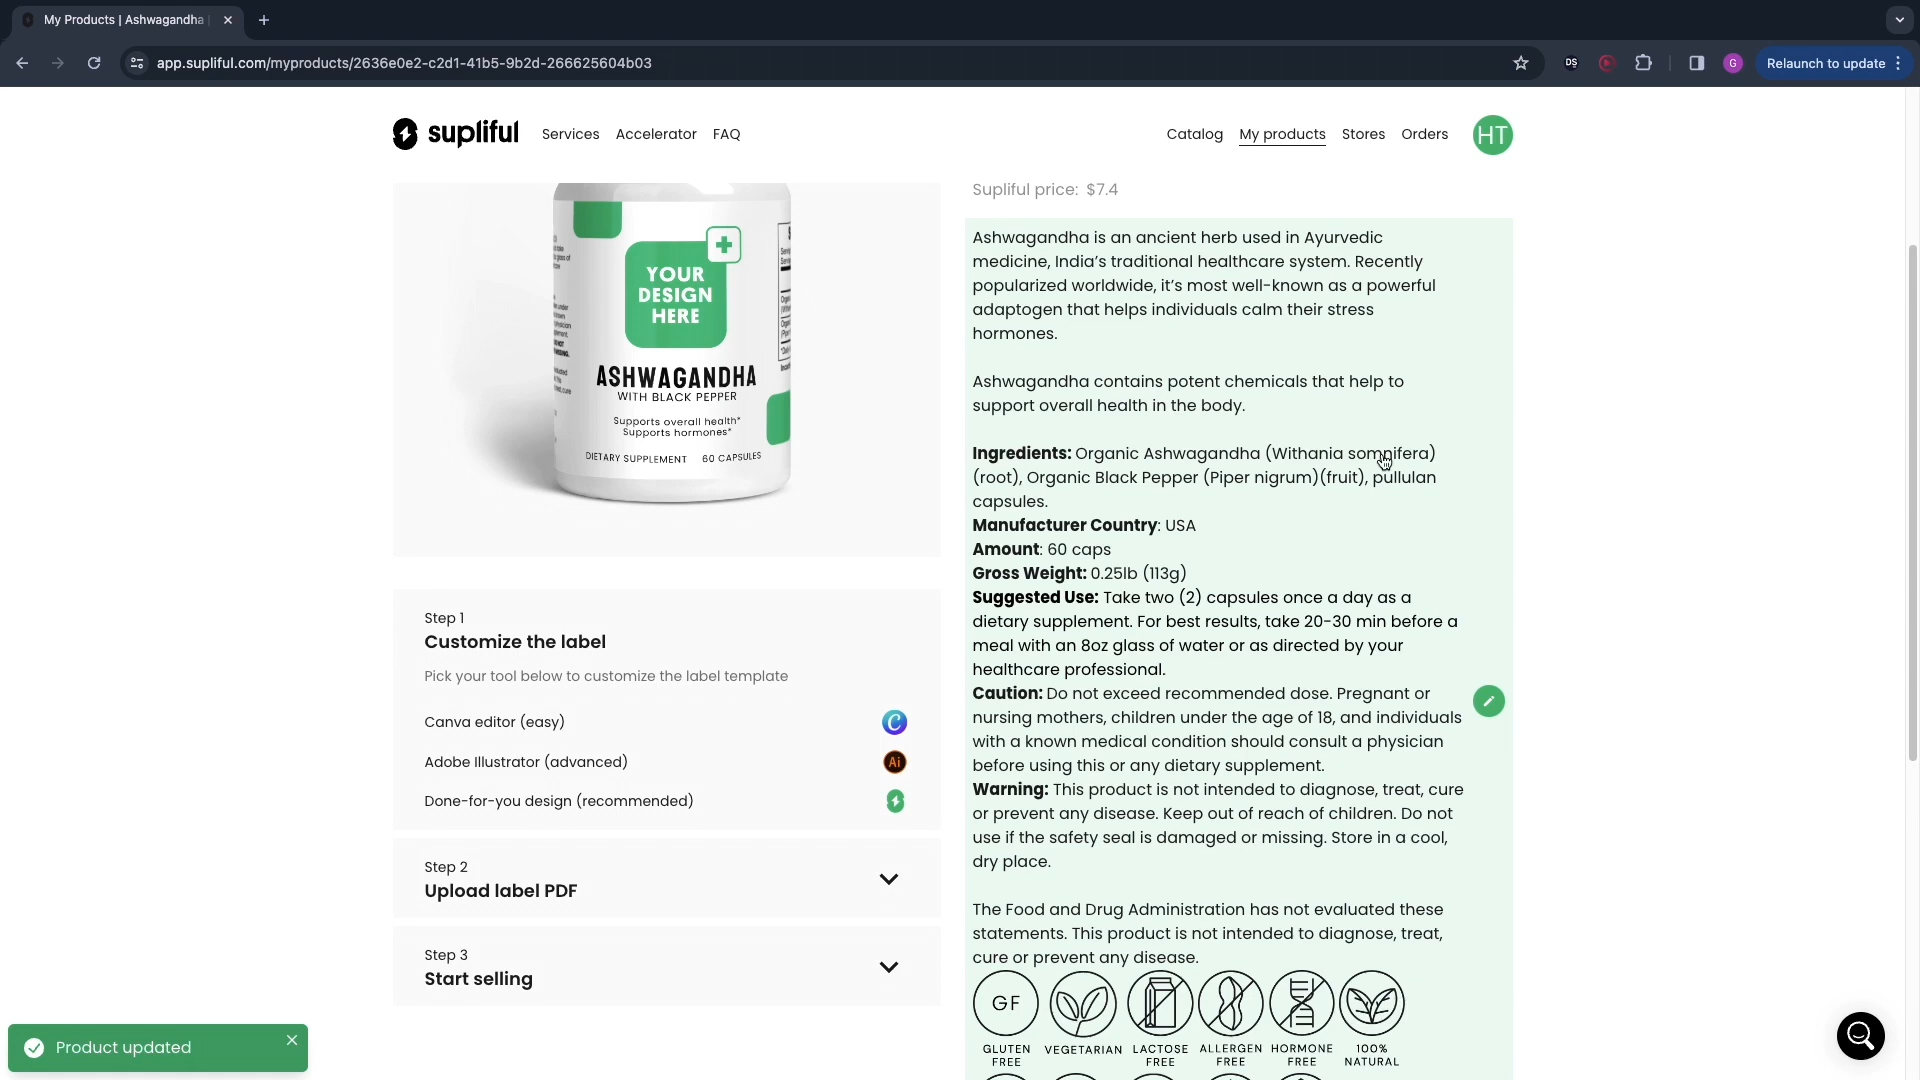 My Products | Ashwagandha
app.supliful.com/myproducts/2636e0e2-c2d1-41b5-9b2d-266625604b03
DS
G
Relaunch to update
supliful
Services
Accelerator
FAQ
Catalog
My products
Stores
Orders
HT
YOUR
DESIGN
HERE
ASHWAGANDHA
WITH BLACK PEPPER
Supports overall health*
Supports hormones*
DIETARY SUPPLEMENT 60 CAPSULES
Step 1
Customize the label
Pick your tool below to customize the label template
Canva editor (easy)
C
Adobe Illustrator (advanced)
Ai
Done-for-you design (recommended)
Step 2
Upload label PDF
Step 3
Start selling
Supliful price: $7.4
Ashwagandha is an ancient herb used in Ayurvedic
medicine, India's traditional healthcare system. Recently
popularized worldwide, it's most well-known as a powerful
adaptogen that helps individuals calm their stress
hormones.
Ashwagandha contains potent chemicals that help to
support overall health in the body.
Ingredients: Organic Ashwagandha (Withania somnifera)
(root), Organic Black Pepper (Piper nigrum)(fruit), pullulan
capsules.
Manufacturer Country: USA
Amount: 60 caps
Gross Weight: 0.25lb (113g)
Suggested Use: Take two (2) capsules once a day as a
dietary supplement. For best results, take 20-30 min before a
meal with an 8oz glass of water or as directed by your
healthcare professional.
Caution: Do not exceed recommended dose. Pregnant or
nursing mothers, children under the age of 18, and individuals
with a known medical condition should consult a physician
before using this or any dietary supplement.
Warning: This product is not intended to diagnose, treat, cure
or prevent any disease. Keep out of reach of children. Do not
use if the safety seal is damaged or missing. Store in a cool,
dry place.
The Food and Drug Administration has not evaluated these
statements. This product is not intended to diagnose, treat,
cure or prevent any disease.
GF
GLUTEN
FREE
VEGETARIAN
LACTOSE
FREE
ALLERGEN
FREE
HORMONE
FREE
100%
NATURAL
Product updated